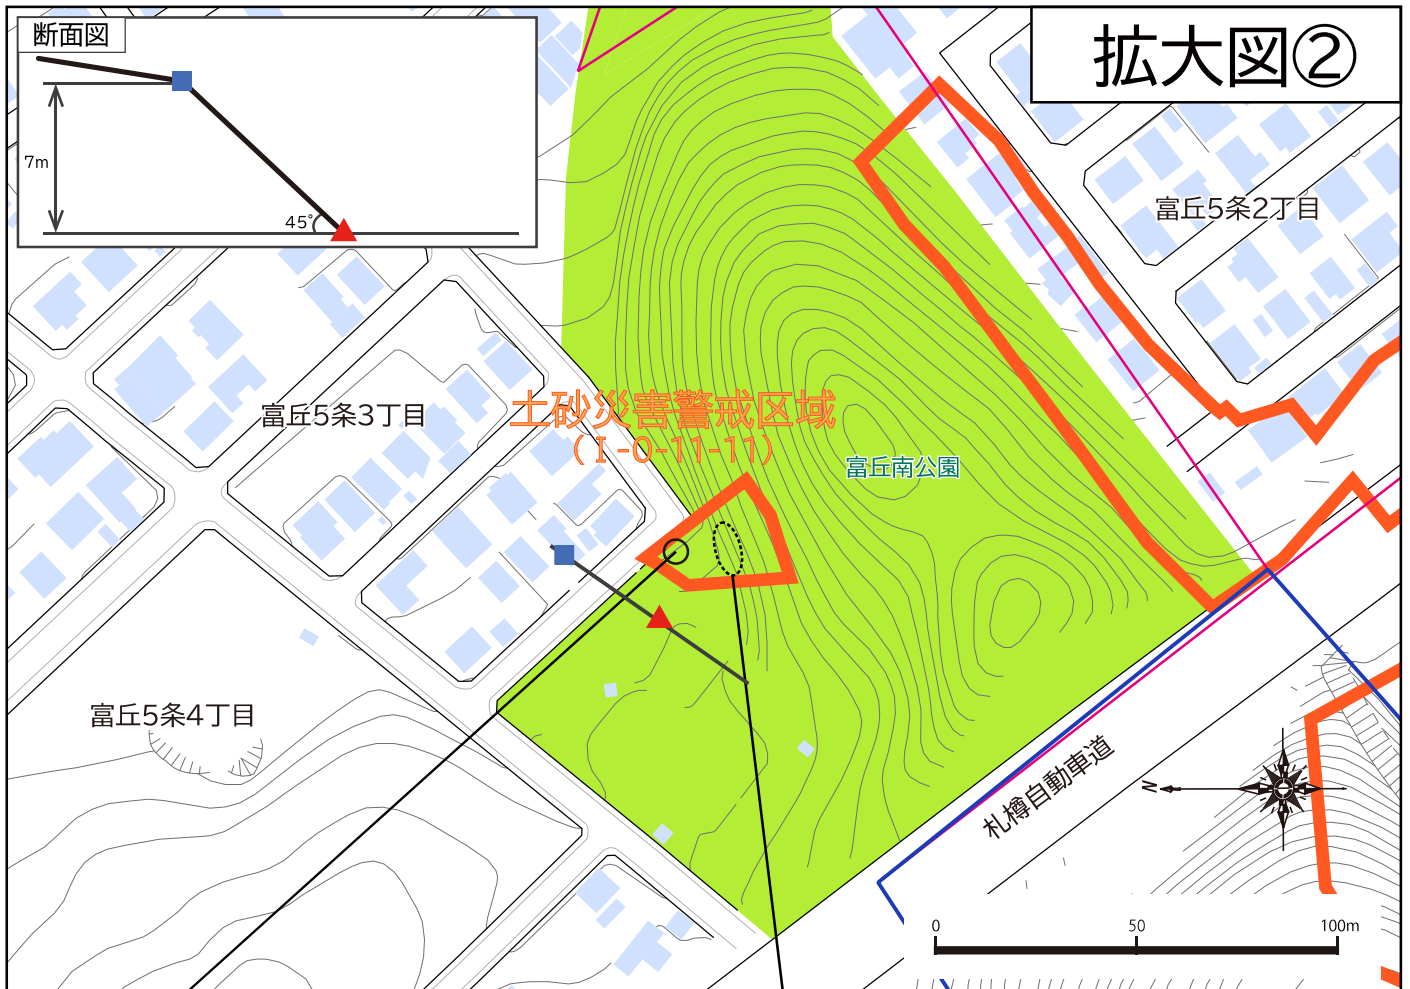 断面図
7m
45°
拡大図②
富丘5条2丁目
富丘5条3丁目
土砂災害警戒区域
(Ⅰ-0-11-11)
富丘南公園
富丘5条4丁目
札樽自動車道
N
0 50 100m